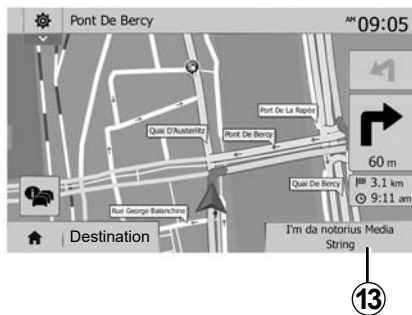 Pont De Bercy
AM 09:05
Port De La Rapée
Quai D'Austerlitz
Pont De Bercy
60 m
Quai De Bercy
3.1 km
9:11 am
Rue George Balanchine
Destination
I'm da notorius Media
String
13